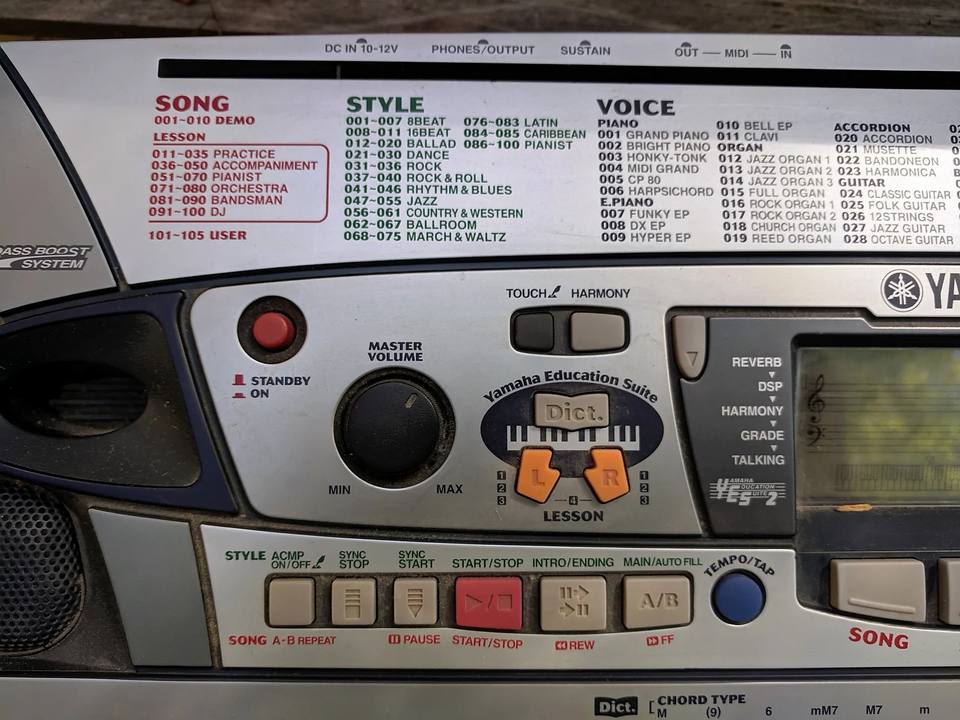 DC IN 10-12V PHONES/OUTPUT SUSTAIN OUT — MIDI — IN
SONG
001~010 DEMO
LESSON
011~035 PRACTICE
036~050 ACCOMPANIMENT
051~070 PIANIST
071~080 ORCHESTRA
081~090 BANDSMAN
091~100 DJ
101~105 USER
STYLE
001~007 8BEAT
008~011 16BEAT
012~020 BALLAD
021~030 DANCE
031~036 ROCK
037~040 ROCK & ROLL
041~046 RHYTHM & BLUES
047~055 JAZZ
056~061 COUNTRY & WESTERN
062~067 BALLROOM
068~075 MARCH & WALTZ
076~083 LATIN
084~085 CARIBBEAN
086~100 PIANIST
VOICE
PIANO
001 GRAND PIANO
002 BRIGHT PIANO
003 HONKY-TONK
004 MIDI GRAND
005 CP 80
006 HARPSICHORD
E.PIANO
007 FUNKY EP
008 DX EP
009 HYPER EP
010 BELL EP
011 CLAVI
ORGAN
012 JAZZ ORGAN 1
013 JAZZ ORGAN 2
014 JAZZ ORGAN 3
015 FULL ORGAN
016 ROCK ORGAN 1
017 ROCK ORGAN 2
018 CHURCH ORGAN
019 REED ORGAN
ACCORDION
020 ACCORDION
021 MUSETTE
022 BANDONEON
023 HARMONICA
GUITAR
024 CLASSIC GUITAR
025 FOLK GUITAR
026 12STRINGS
027 JAZZ GUITAR
028 OCTAVE GUITAR
BASS BOOST
SYSTEM
TOUCH HARMONY
YA
STANDBY
ON
MASTER
VOLUME
MIN MAX
Yamaha Education Suite
Dict.
L R
1 1
2 2
3 4 3
LESSON
REVERB
DSP
HARMONY
GRADE
TALKING
YAMAHA
EDUCATION
SUITE 2
STYLE ACMP ON/OFF SYNC STOP SYNC START START/STOP INTRO/ENDING MAIN/AUTO FILL TEMPO/TAP
A/B
SONG A-B REPEAT PAUSE START/STOP REW FF
SONG
Dict. CHORD TYPE
M (9) 6 mM7 M7 m